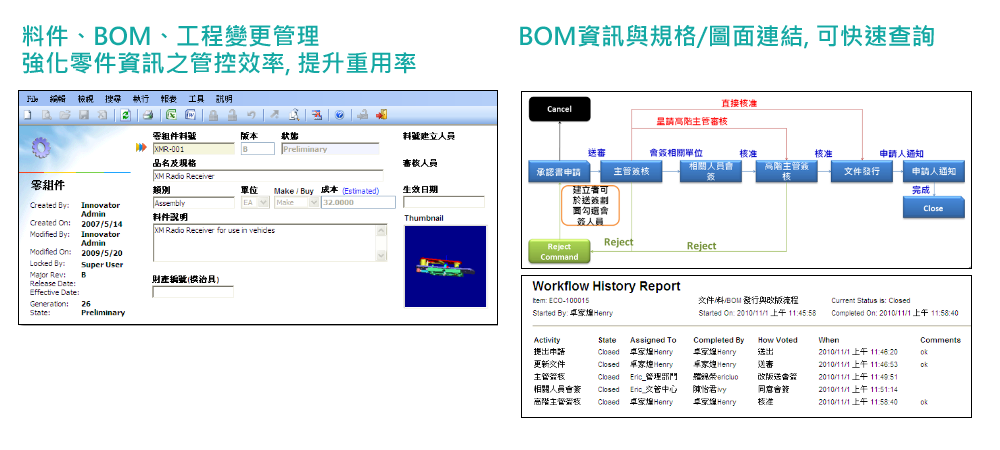 料件、BOM、工程變更管理
強化零件資訊之管控效率, 提升重用率
BOM資訊與規格/圖面連結, 可快速查詢
File 編輯 檢視 搜尋 執行 報表 工具 說明
零組件料號 版本 狀態 料號建立人員
XMR-001 B Preliminary
品名及規格 審核人員
XM Radio Receiver
類別 單位 Make / Buy 成本 (Estimated) 生效日期
Assembly EA Make 32.0000
料件說明 Thumbnail
XM Radio Receiver for use in vehicles
財產編號(模治具)
零組件
Created By: Innovator Admin
Created On: 2007/5/14
Modified By: Innovator Admin
Modified On: 2009/5/20
Locked By: Super User
Major Rev: B
Release Date:
Effective Date:
Generation: 26
State: Preliminary
Cancel
直接核准
呈請高階主管審核
送審 會簽相關單位 核准 核准 申請人通知
承認書申請 主管簽核 相關人員會簽 高階主管簽核 文件發行 申請人通知
建立者可
於送簽劃
面勾選會
簽人員
完成
Close
Reject Command
Reject
Reject
Workflow History Report
Item: ECO-100015 文件/料/BOM 發行與改版流程 Current Status is: Closed
Started By: 卓家煌Henry Started On: 2010/11/1 上午 11:45:58 Completed On: 2010/11/1 上午 11:58:40
Activity State Assigned To Completed By How Voted When Comments
提出申請 Closed 卓家煌Henry 卓家煌Henry 送出 2010/11/1 上午 11:46:20 ok
更新文件 Closed 卓家煌Henry 卓家煌Henry 送審 2010/11/1 上午 11:46:53 ok
主管簽核 Closed Eric_管理部門 ericluo 改版送會簽 2010/11/1 上午 11:49:51
相關人員會簽 Closed Eric_文管中心 陳怡君ivy 同意會簽 2010/11/1 上午 11:51:14
高階主管簽核 Closed 卓家煌Henry 卓家煌Henry 核准 2010/11/1 上午 11:58:40 ok